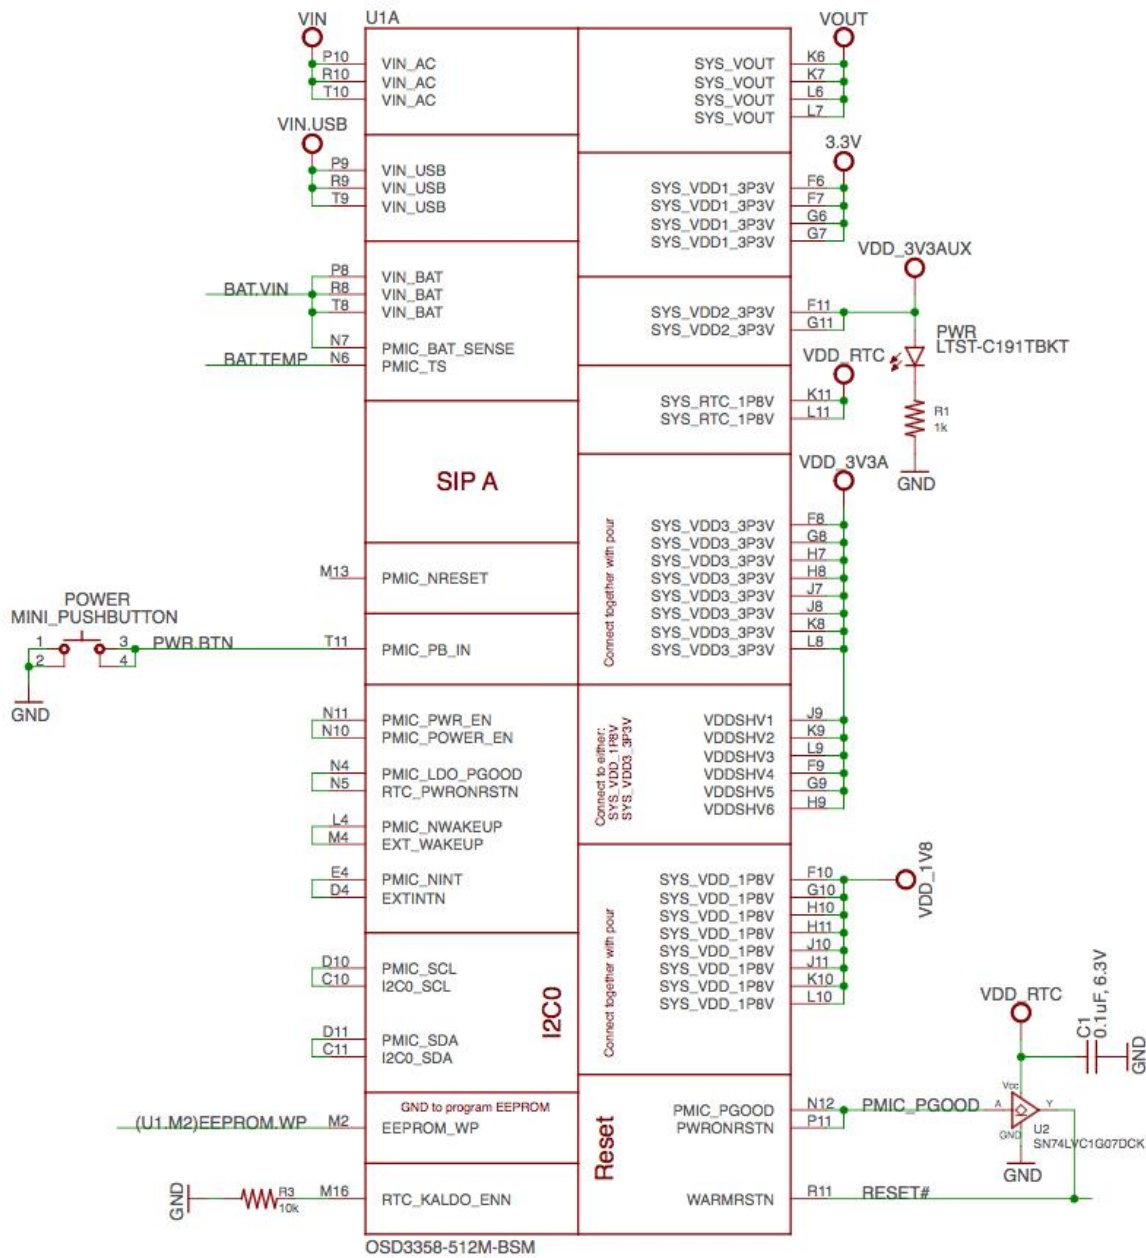 VIN
U1A
VOUT
P10 VIN_AC
R10 VIN_AC
T10 VIN_AC
SYS_VOUT K6
SYS_VOUT K7
SYS_VOUT L6
SYS_VOUT L7
VIN.USB
P9 VIN_USB
R9 VIN_USB
T9 VIN_USB
3.3V
SYS_VDD1_3P3V F6
SYS_VDD1_3P3V F7
SYS_VDD1_3P3V G6
SYS_VDD1_3P3V G7
BAT.VIN
P8 VIN_BAT
R8 VIN_BAT
T8 VIN_BAT
N7 PMIC_BAT_SENSE
BAT.TEMP N6 PMIC_TS
VDD_3V3AUX
SYS_VDD2_3P3V F11
SYS_VDD2_3P3V G11
PWR
LTST-C191TBKT
VDD_RTC
SYS_RTC_1P8V K11
SYS_RTC_1P8V L11
R1
1k
GND
SIP A
VDD_3V3A
Connect together with pour
SYS_VDD3_3P3V F8
SYS_VDD3_3P3V G8
SYS_VDD3_3P3V H7
SYS_VDD3_3P3V H8
SYS_VDD3_3P3V J7
SYS_VDD3_3P3V J8
SYS_VDD3_3P3V K8
SYS_VDD3_3P3V L8
M13 PMIC_NRESET
POWER
MINI_PUSHBUTTON
1 3 PWR.BTN T11 PMIC_PB_IN
2 4
GND
N11 PMIC_PWR_EN
N10 PMIC_POWER_EN
N4 PMIC_LDO_PGOOD
N5 RTC_PWRONRSTN
L4 PMIC_NWAKEUP
M4 EXT_WAKEUP
E4 PMIC_NINT
D4 EXTINTN
Connect to either:
SYS_VDD_1P8V
SYS_VDD3_3P3V
VDDSHV1 J9
VDDSHV2 K9
VDDSHV3 L9
VDDSHV4 F9
VDDSHV5 G9
VDDSHV6 H9
D10 PMIC_SCL
C10 I2C0_SCL
D11 PMIC_SDA
C11 I2C0_SDA
I2C0
Connect together with pour
SYS_VDD_1P8V F10
SYS_VDD_1P8V G10
SYS_VDD_1P8V H10
SYS_VDD_1P8V H11
SYS_VDD_1P8V J10
SYS_VDD_1P8V J11
SYS_VDD_1P8V K10
SYS_VDD_1P8V L10
VDD_1V8
VDD_RTC
C1
0.1uF, 6.3V
GND
GND to program EEPROM
(U1.M2)EEPROM.WP M2 EEPROM_WP
Reset
PMIC_PGOOD N12 PMIC_PGOOD
PWRONRSTN P11
A Vcc Y
GND U2
SN74LVC1G07DCK
GND
GND R3 M16 RTC_KALDO_ENN
10k
WARMRSTN R11 RESET#
OSD3358-512M-BSM